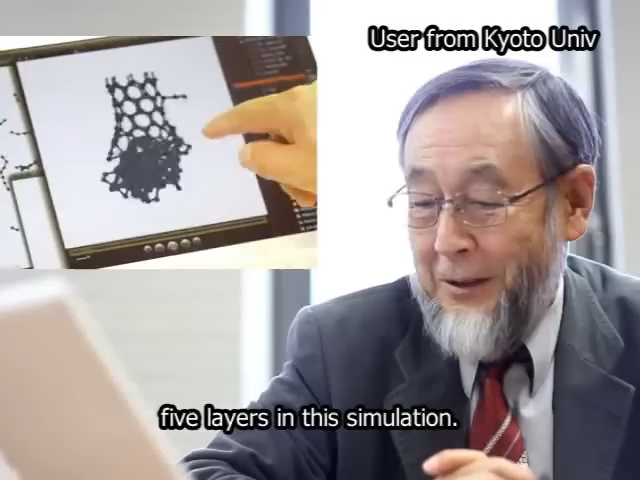 User from Kyoto Univ
five layers in this simulation.